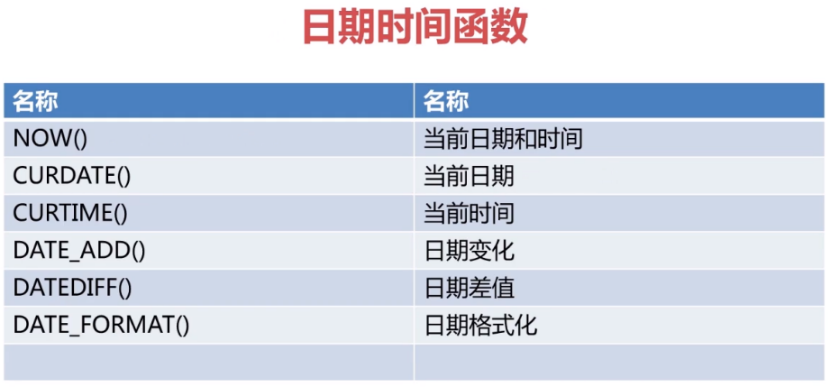 日期时间函数
名称 名称
NOW() 当前日期和时间
CURDATE() 当前日期
CURTIME() 当前时间
DATE_ADD() 日期变化
DATEDIFF() 日期差值
DATE_FORMAT() 日期格式化